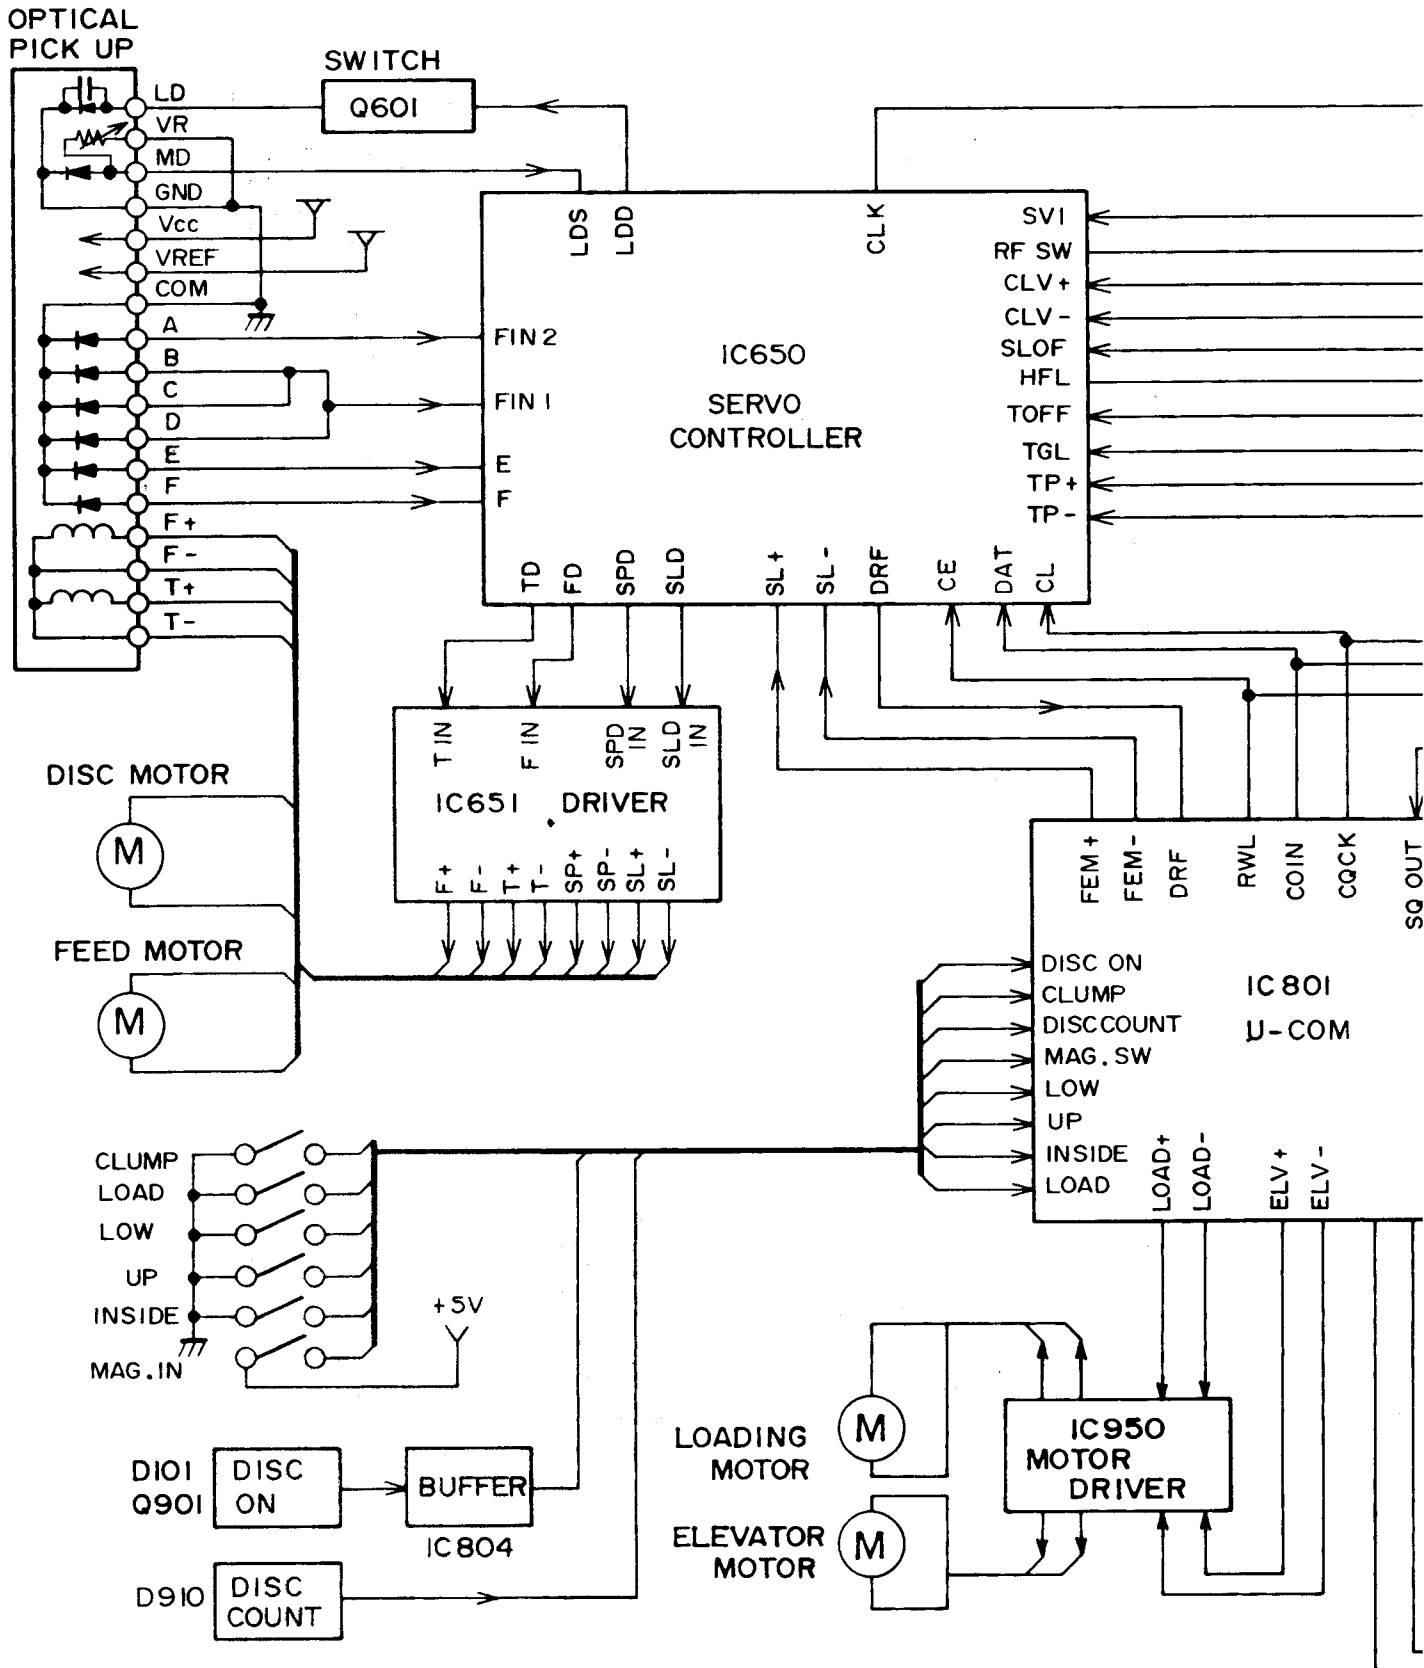 OPTICAL
PICK UP
SWITCH
Q601
LD
VR
MD
GND
Vcc
VREF
COM
A
B
C
D
E
F
F+
F-
T+
T-
LDS
LDD
CLK
SVI
RF SW
CLV+
CLV-
SLOF
HFL
TOFF
TGL
TP+
TP-
FIN2
FIN1
E
F
IC650
SERVO
CONTROLLER
TD
FD
SPD
SLD
SL+
SL-
DRF
CE
DAT
CL
T IN
F IN
SPD
IN
SLD
IN
IC651 DRIVER
F+
F-
T+
T-
SP+
SP-
SL+
SL-
DISC MOTOR
M
FEED MOTOR
M
FEM+
FEM-
DRF
RWL
COIN
CQCK
SQ OUT
DISC ON
CLUMP
DISCCOUNT
MAG.SW
LOW
UP
INSIDE
LOAD
IC801
μ-COM
LOAD+
LOAD-
ELV+
ELV-
CLUMP
LOAD
LOW
UP
INSIDE
MAG.IN
+5V
D101
Q901
DISC
ON
BUFFER
IC804
D910
DISC
COUNT
LOADING
MOTOR
M
ELEVATOR
MOTOR
M
IC950
MOTOR
DRIVER